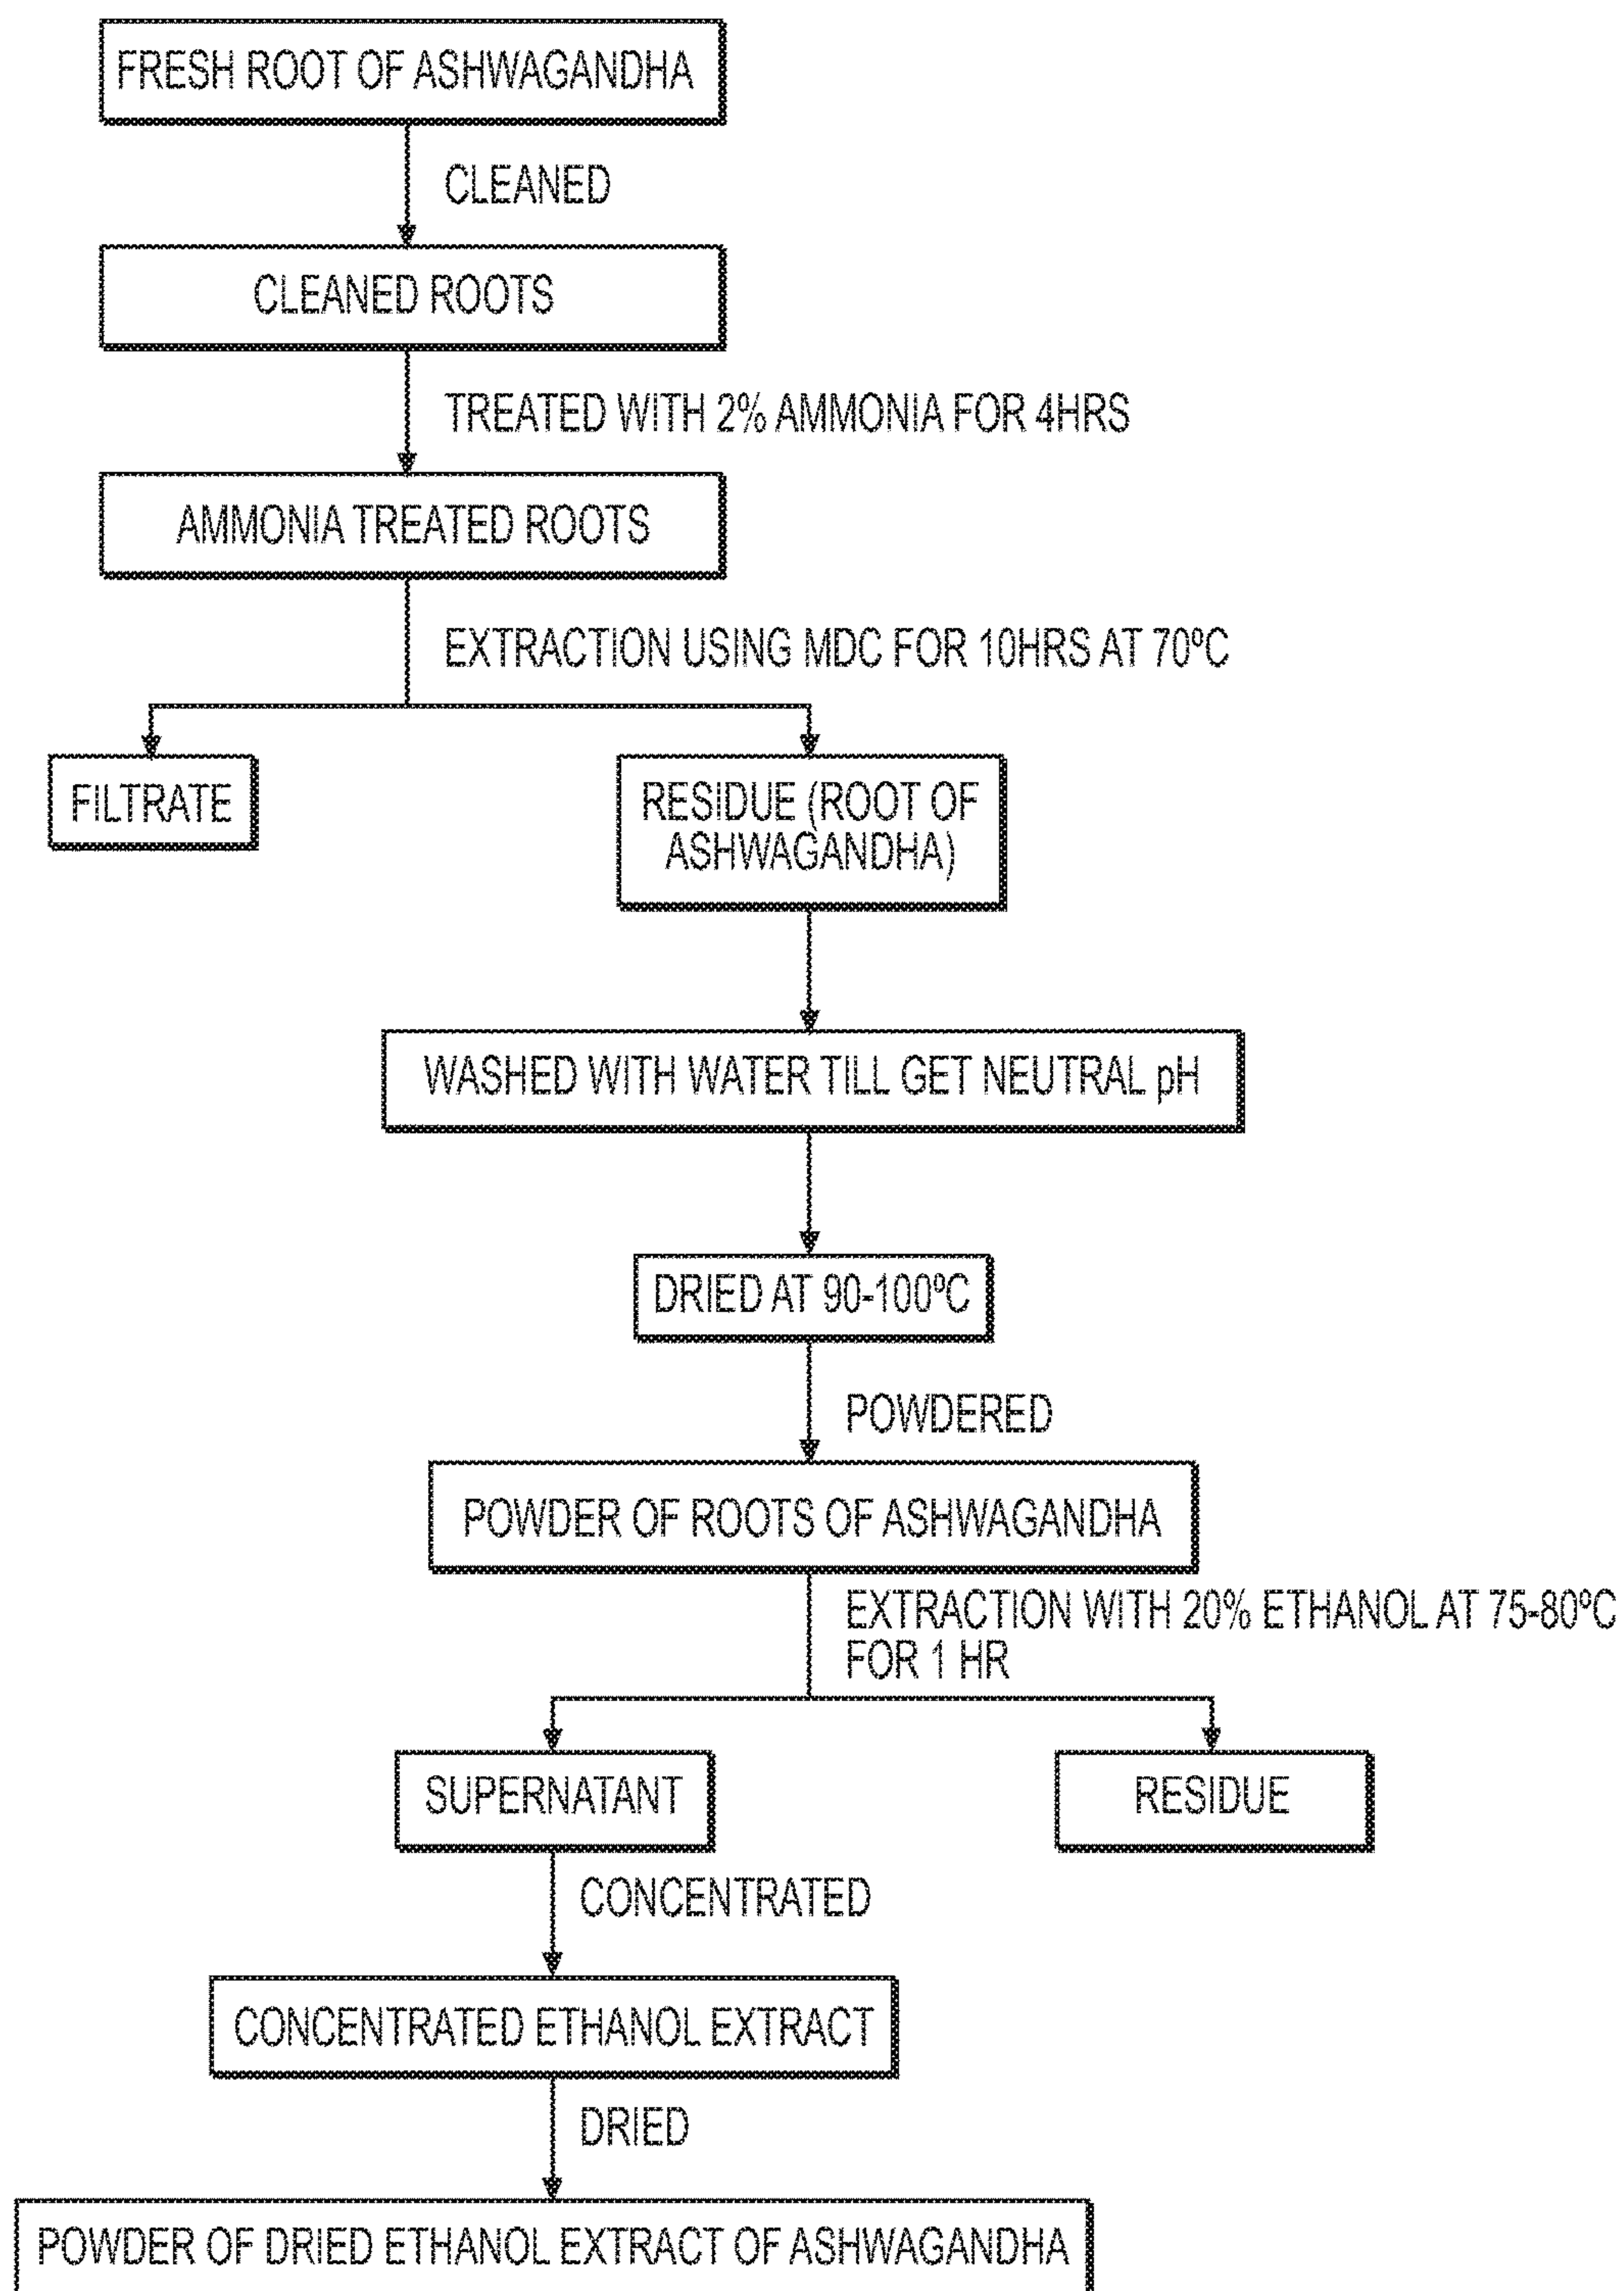 FRESH ROOT OF ASHWAGANDHA
CLEANED
CLEANED ROOTS
TREATED WITH 2% AMMONIA FOR 4HRS
AMMONIA TREATED ROOTS
EXTRACTION USING MDC FOR 10HRS AT 70ºC
FILTRATE
RESIDUE (ROOT OF
ASHWAGANDHA)
WASHED WITH WATER TILL GET NEUTRAL pH
DRIED AT 90-100ºC
POWDERED
POWDER OF ROOTS OF ASHWAGANDHA
EXTRACTION WITH 20% ETHANOL AT 75-80ºC
FOR 1 HR
SUPERNATANT
RESIDUE
CONCENTRATED
CONCENTRATED ETHANOL EXTRACT
DRIED
POWDER OF DRIED ETHANOL EXTRACT OF ASHWAGANDHA